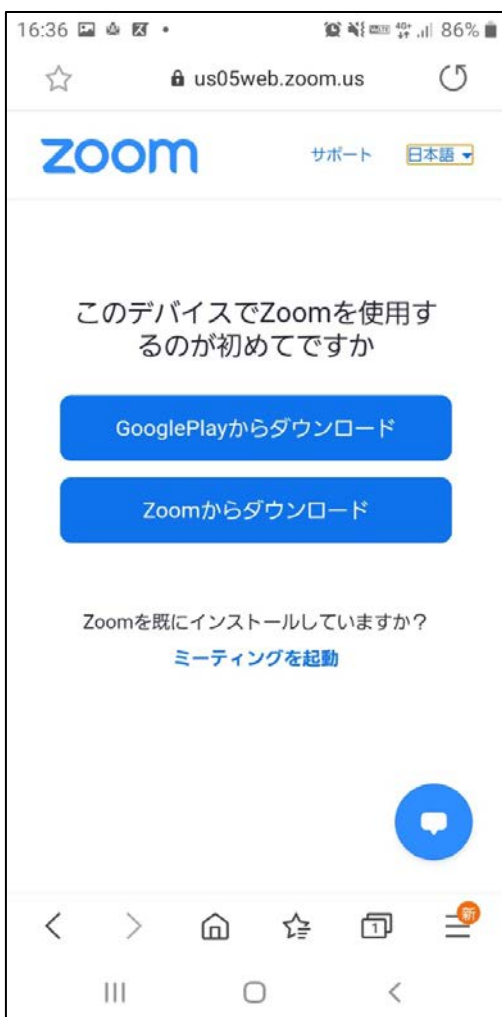 16:36 86%
us05web.zoom.us
zoom サポート 日本語
このデバイスでZoomを使用す
るのが初めてですか
GooglePlayからダウンロード
Zoomからダウンロード
Zoomを既にインストールしていますか？
ミーティングを起動
1 新